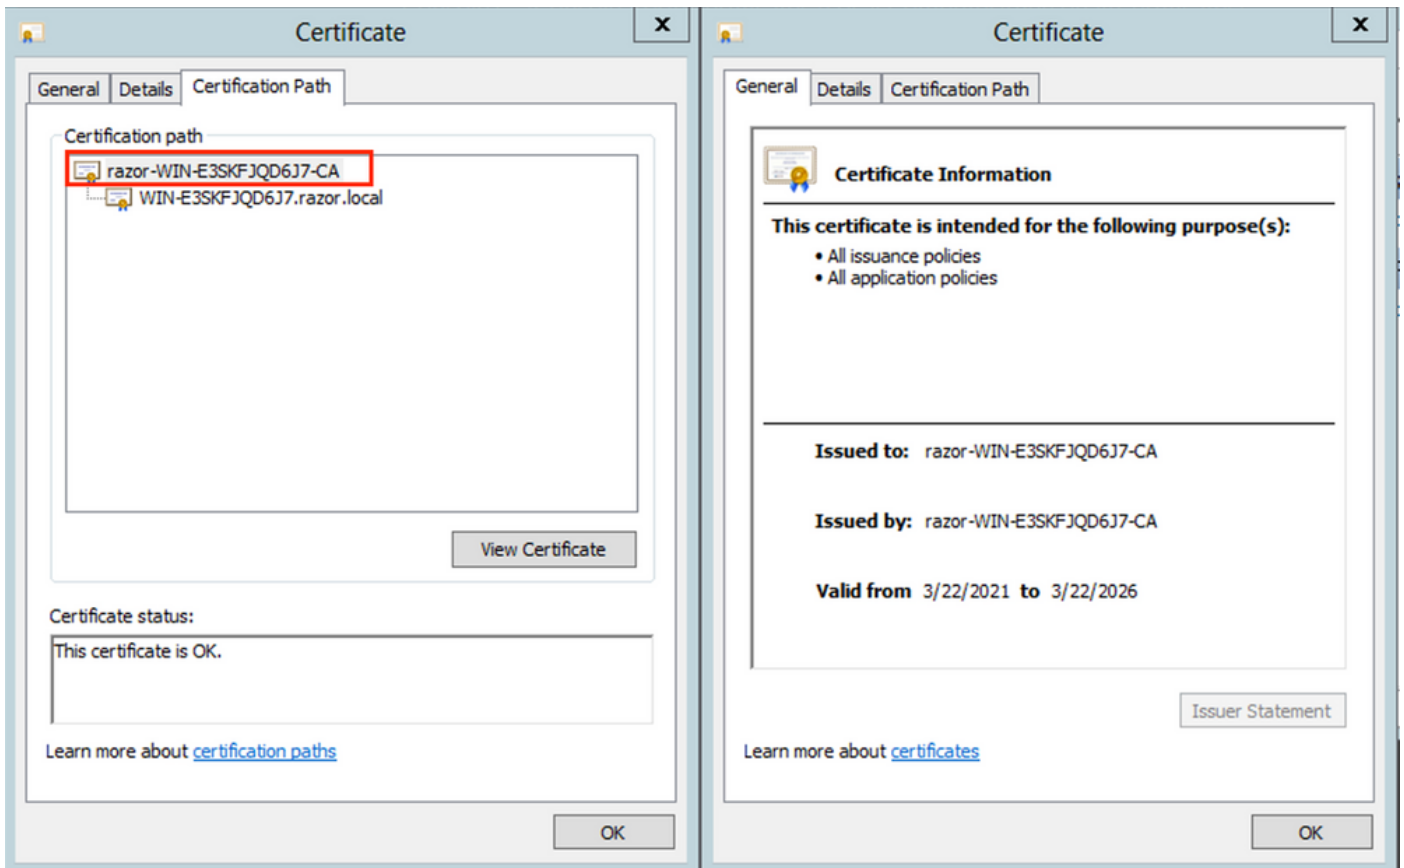 Certificate
x
General Details Certification Path
Certification path
razor-WIN-E3SKFJQD6J7-CA
WIN-E3SKFJQD6J7.razor.local
View Certificate
Certificate status:
This certificate is OK.
Learn more about certification paths
OK
Certificate
x
General Details Certification Path
Certificate Information
This certificate is intended for the following purpose(s):
• All issuance policies
• All application policies
Issued to: razor-WIN-E3SKFJQD6J7-CA
Issued by: razor-WIN-E3SKFJQD6J7-CA
Valid from 3/22/2021 to 3/22/2026
Issuer Statement
Learn more about certificates
OK